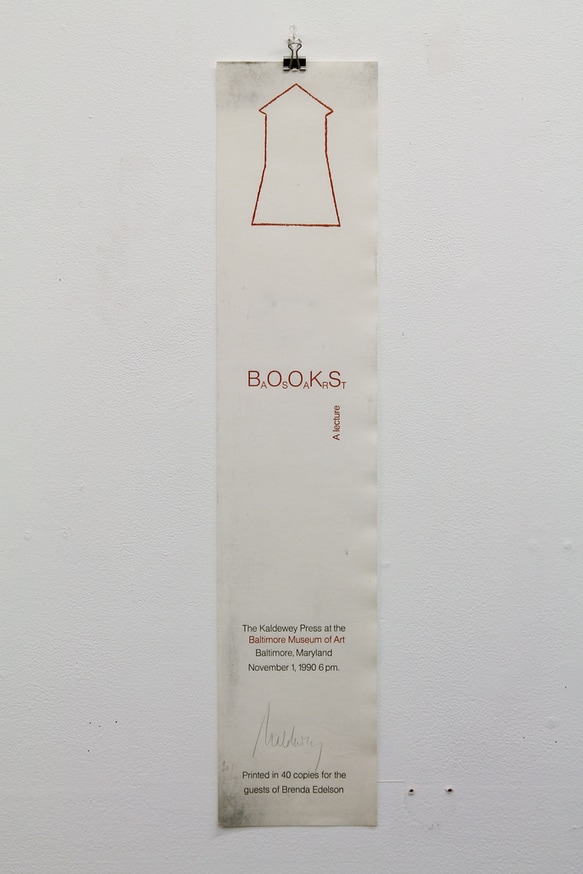 BAOSOAKRST
A lecture
The Kaldewey Press at the
Baltimore Museum of Art
Baltimore, Maryland
November 1, 1990 6 pm.
Kaldewey
Printed in 40 copies for the
guests of Brenda Edelson